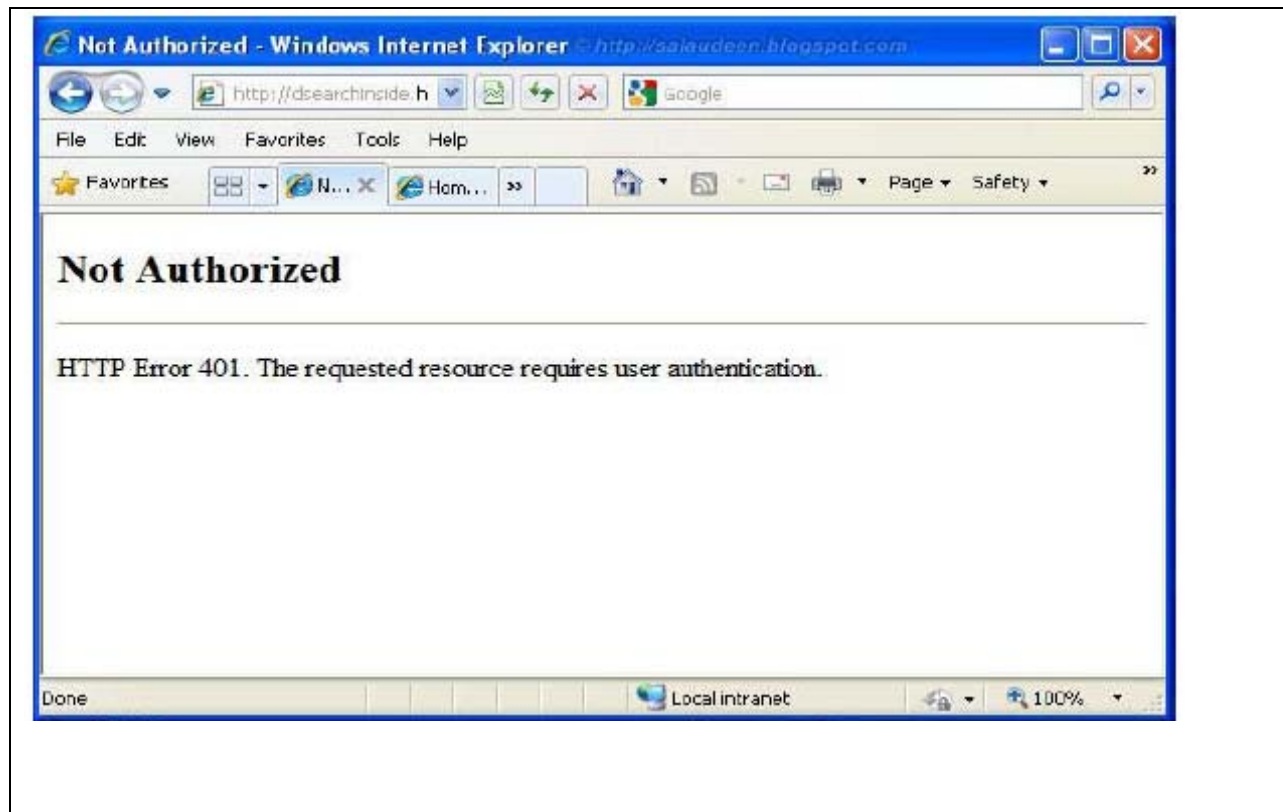 Not Authorized - Windows Internet Explorer - http://salaudeen.blogspot.com
http://dsearchinside.h Google
File Edit View Favorites Tools Help
Favorites N... Hom... » Page Safety »
Not Authorized
HTTP Error 401. The requested resource requires user authentication.
Done Local intranet 100%